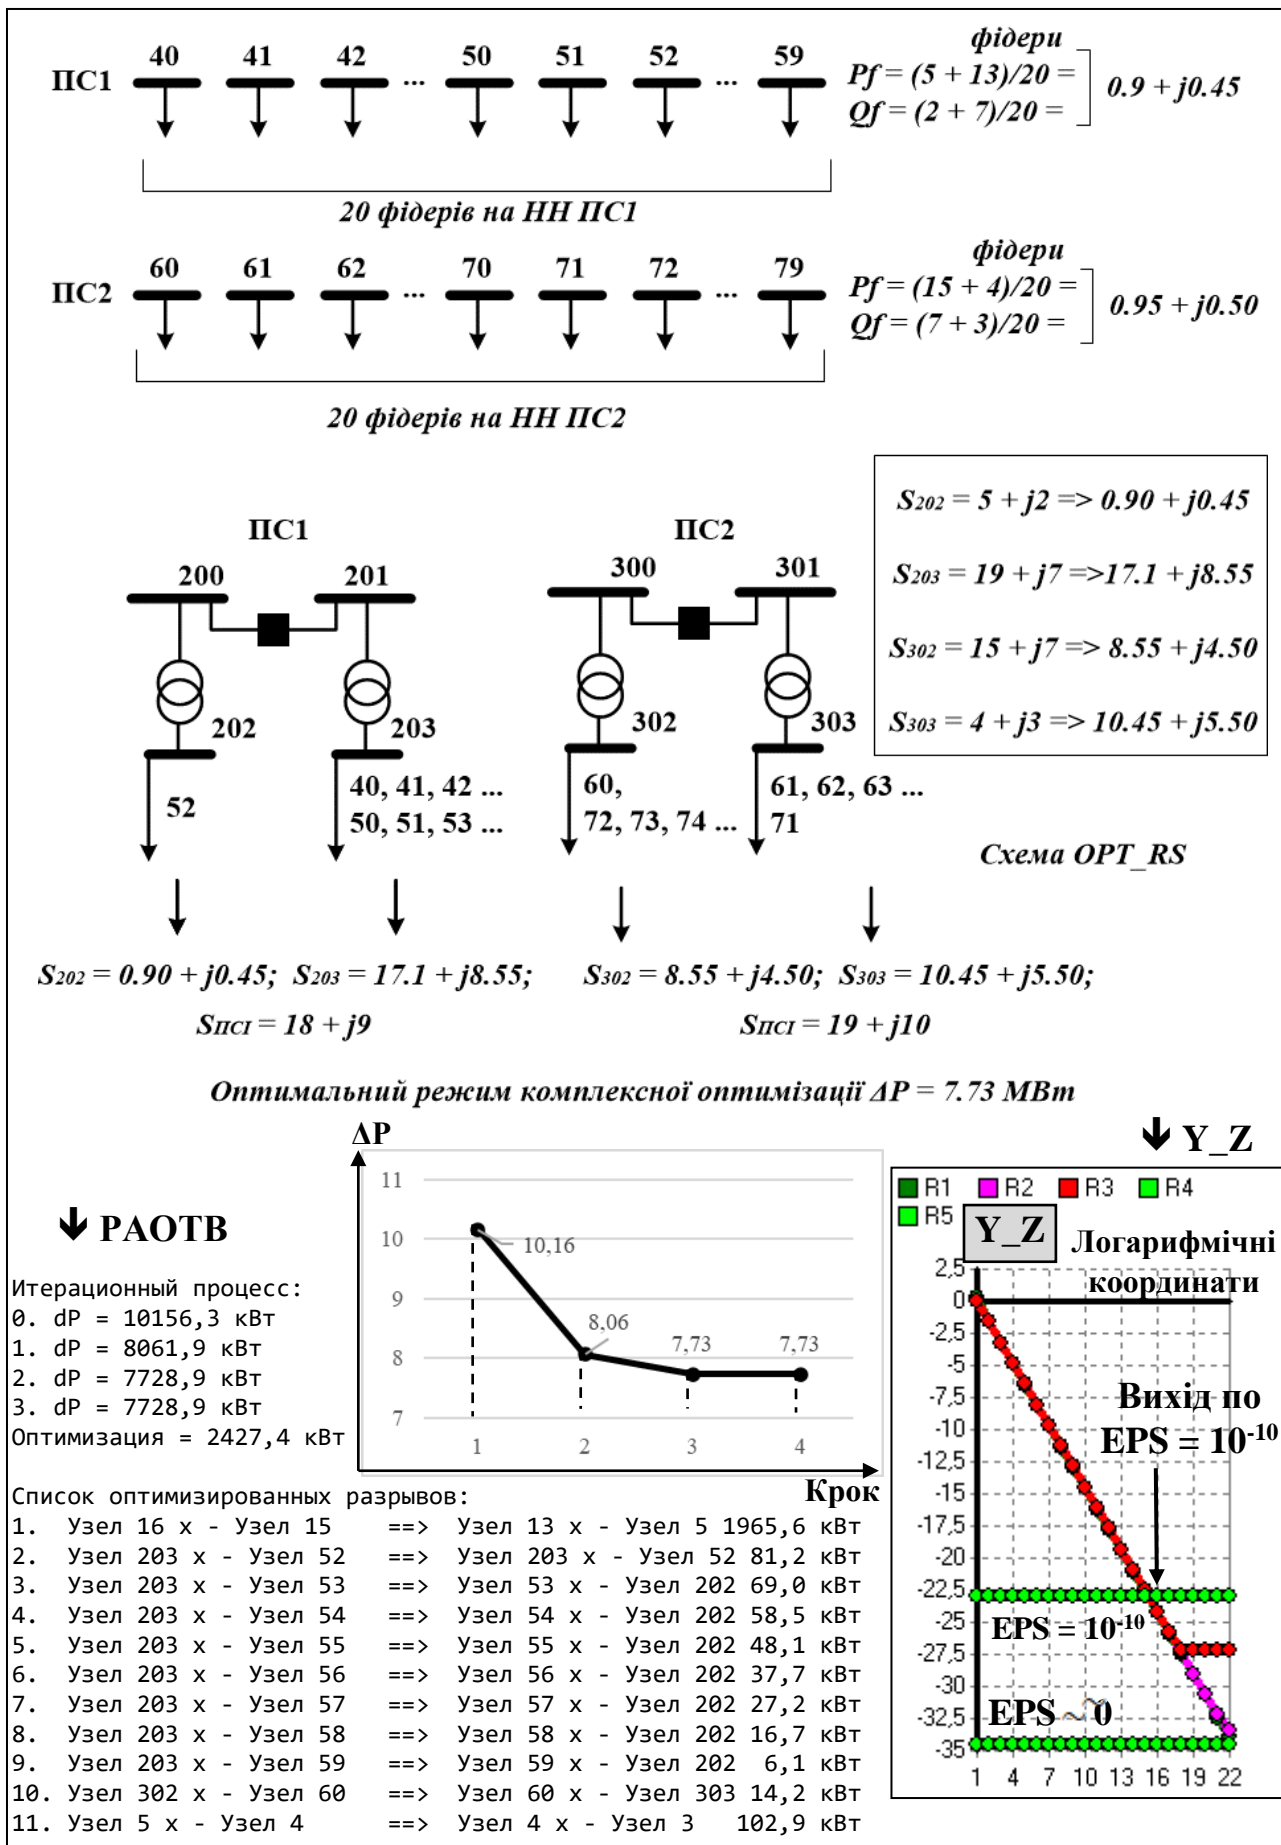 40 41 42 50 51 52 59
ПС1 ... ...
фідери
Pf = (5 + 13)/20 =
Qf = (2 + 7)/20 =
0.9 + j0.45
20 фідерів на НН ПС1
60 61 62 70 71 72 79
ПС2 ... ...
фідери
Pf = (15 + 4)/20 =
Qf = (7 + 3)/20 =
0.95 + j0.50
20 фідерів на НН ПС2
S202 = 5 + j2 => 0.90 + j0.45
S203 = 19 + j7 =>17.1 + j8.55
S302 = 15 + j7 => 8.55 + j4.50
S303 = 4 + j3 => 10.45 + j5.50
ПС1 ПС2
200 201 300 301
202 203 302 303
52
40, 41, 42 ...
50, 51, 53 ...
60,
72, 73, 74 ...
61, 62, 63 ...
71
Схема OPT_RS
S202 = 0.90 + j0.45; S203 = 17.1 + j8.55; S302 = 8.55 + j4.50; S303 = 10.45 + j5.50;
SПСІ = 18 + j9 SПСІ = 19 + j10
Оптимальний режим комплексної оптимізації ΔP = 7.73 МВт
🡻 РАОТВ
Итерационный процесс:
0. dP = 10156,3 кВт
1. dP = 8061,9 кВт
2. dP = 7728,9 кВт
3. dP = 7728,9 кВт
Оптимизация = 2427,4 кВт
ΔP
11
10
9
8
7
10,16
8,06
7,73
7,73
1 2 3 4
Крок
🡻 Y_Z
R1 R2 R3 R4
R5
Y_Z
Логарифмічні
координати
2,5
0
-2,5
-5
-7,5
-10
-12,5
-15
-17,5
-20
-22,5
-25
-27,5
-30
-32,5
-35
Вихід по
EPS = 10-10
EPS = 10-10
EPS ~ 0
1 4 7 10 13 16 19 22
Список оптимизированных разрывов:
1. Узел 16 x - Узел 15 ==> Узел 13 x - Узел 5 1965,6 кВт
2. Узел 203 x - Узел 52 ==> Узел 203 x - Узел 52 81,2 кВт
3. Узел 203 x - Узел 53 ==> Узел 53 x - Узел 202 69,0 кВт
4. Узел 203 x - Узел 54 ==> Узел 54 x - Узел 202 58,5 кВт
5. Узел 203 x - Узел 55 ==> Узел 55 x - Узел 202 48,1 кВт
6. Узел 203 x - Узел 56 ==> Узел 56 x - Узел 202 37,7 кВт
7. Узел 203 x - Узел 57 ==> Узел 57 x - Узел 202 27,2 кВт
8. Узел 203 x - Узел 58 ==> Узел 58 x - Узел 202 16,7 кВт
9. Узел 203 x - Узел 59 ==> Узел 59 x - Узел 202 6,1 кВт
10. Узел 302 x - Узел 60 ==> Узел 60 x - Узел 303 14,2 кВт
11. Узел 5 x - Узел 4 ==> Узел 4 x - Узел 3 102,9 кВт